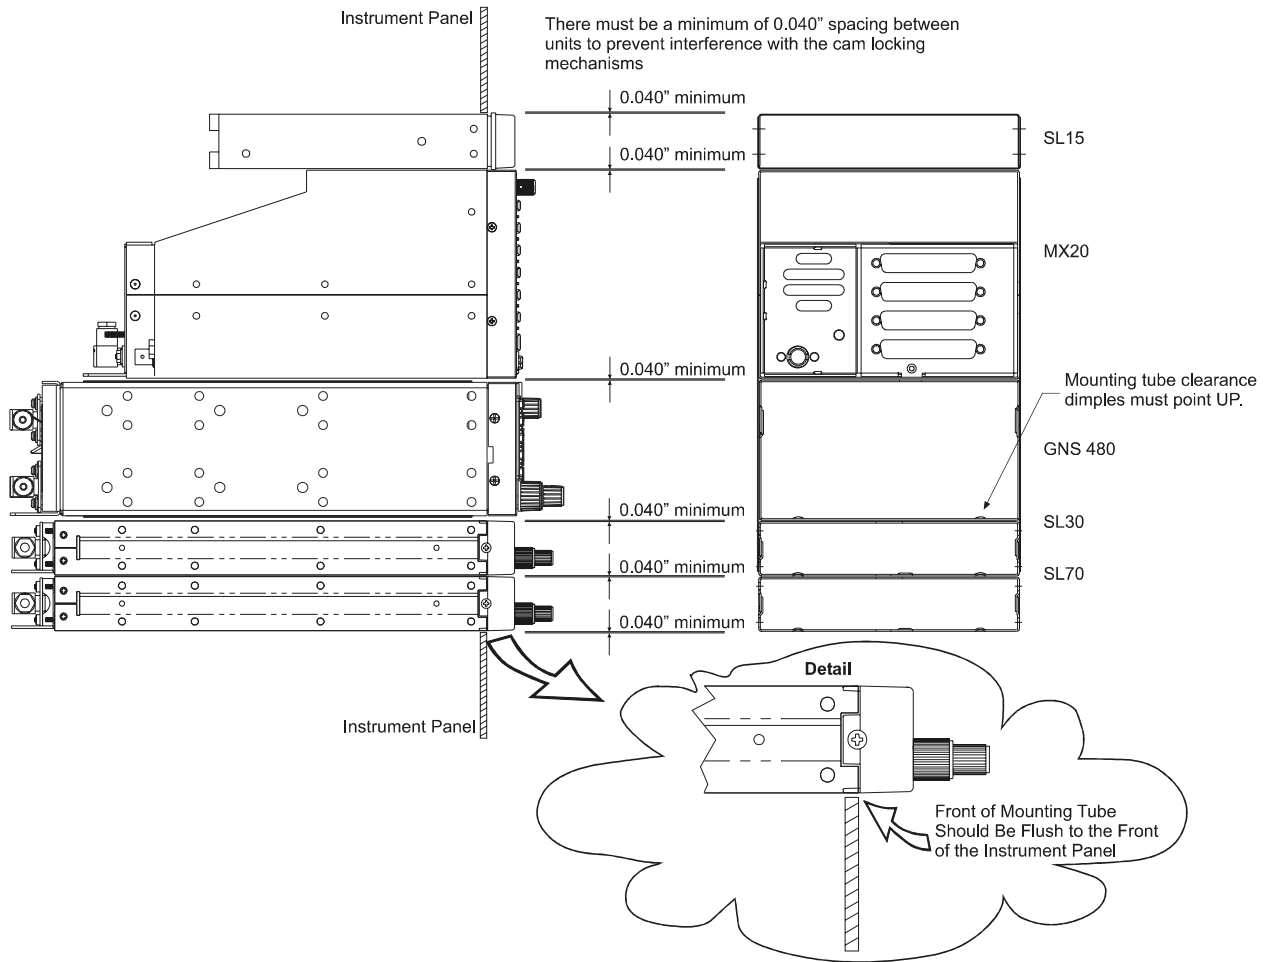 Instrument Panel
There must be a minimum of 0.040” spacing between
units to prevent interference with the cam locking
mechanisms
0.040” minimum
SL15
0.040” minimum
MX20
0.040” minimum
Mounting tube clearance
dimples must point UP.
GNS 480
0.040” minimum
SL30
0.040” minimum
SL70
0.040” minimum
Detail
Instrument Panel
Front of Mounting Tube
Should Be Flush to the Front
of the Instrument Panel